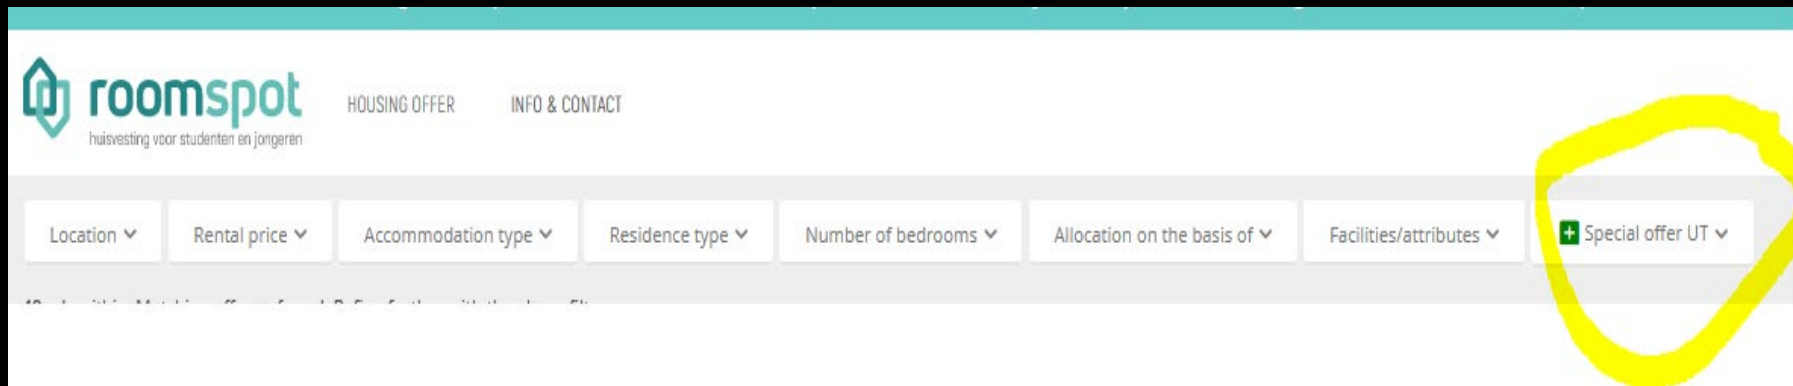 roomspot
huisvesting voor studenten en jongeren
HOUSING OFFER
INFO & CONTACT
Location
Rental price
Accommodation type
Residence type
Number of bedrooms
Allocation on the basis of
Facilities/attributes
Special offer UT